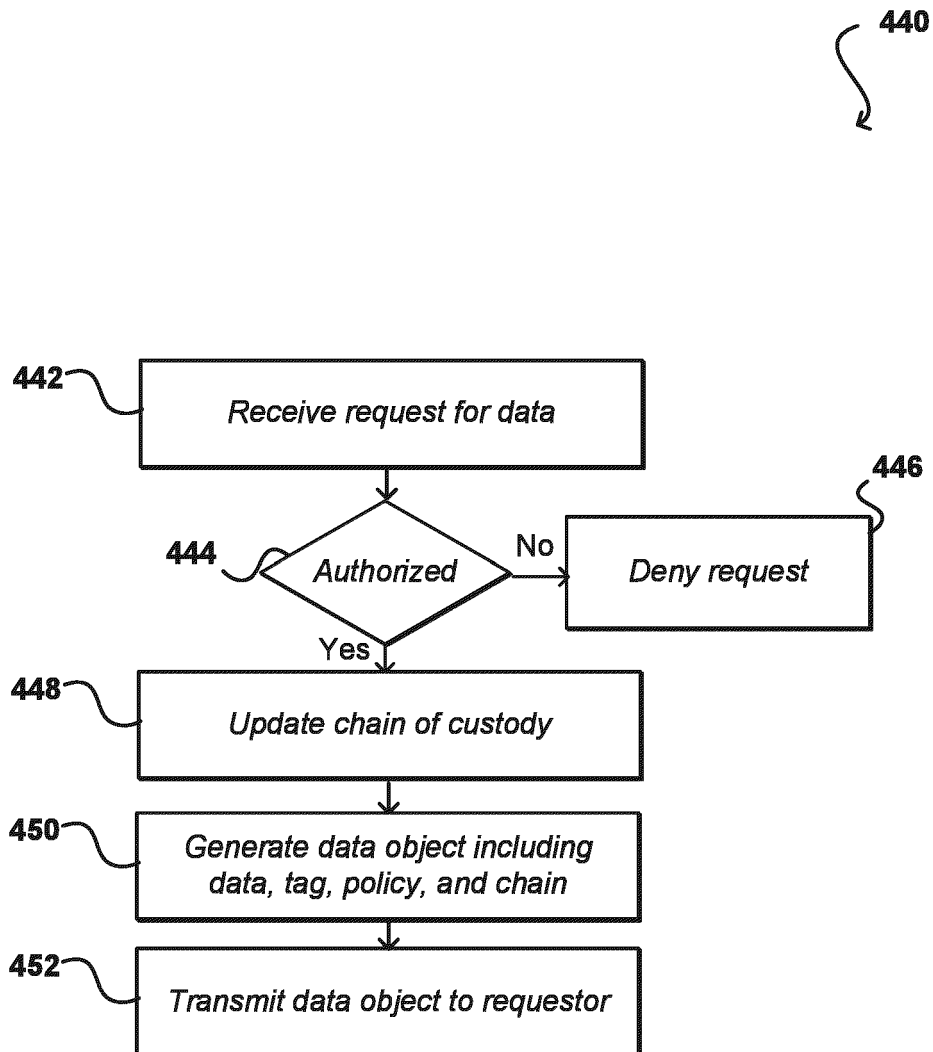 440
442
Receive request for data
446
444
Authorized
No
Deny request
Yes
448
Update chain of custody
450
Generate data object including
data, tag, policy, and chain
452
Transmit data object to requestor